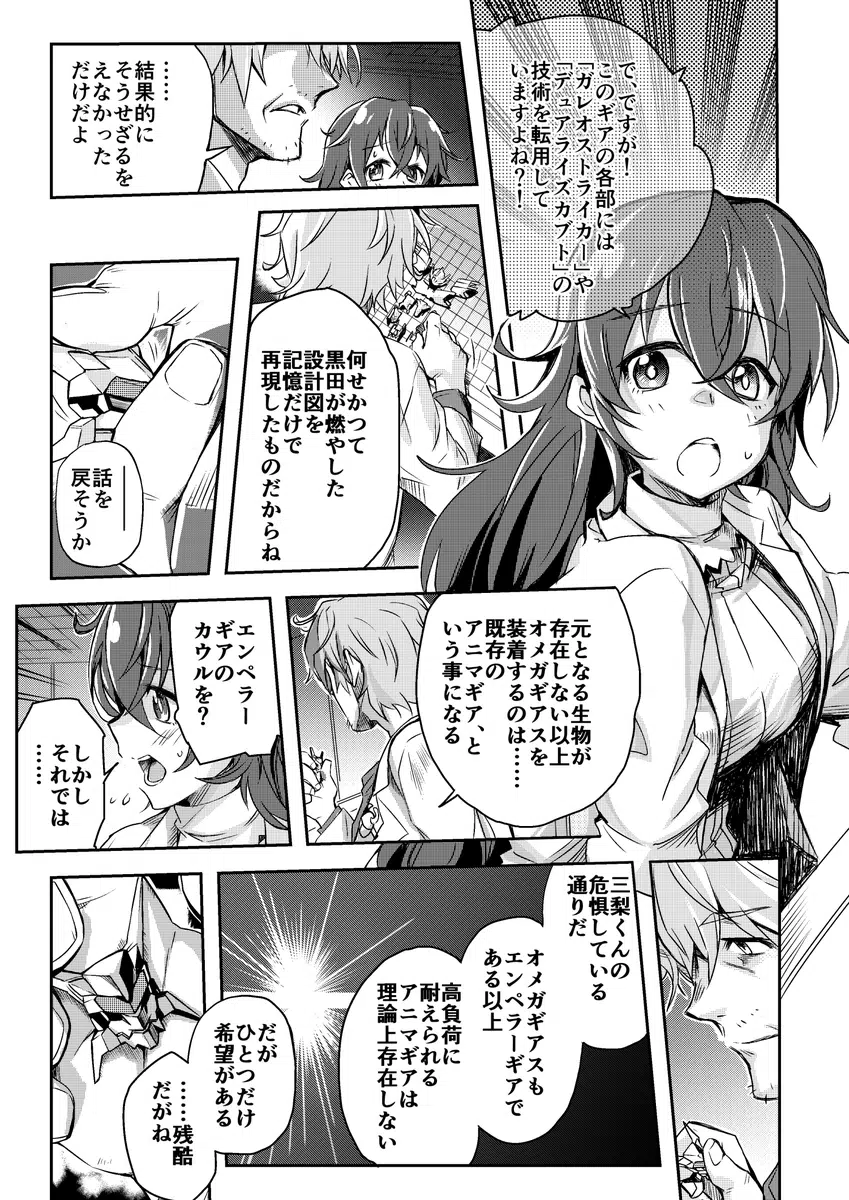 で、ですが！
このギアの各部には
「ガレオストライカー」や
「デュアライズカブト」の
技術を転用して
いますよね？！
……
結果的に
そうせざるを
えなかった
だけだよ
何せかつて
黒田が燃やした
設計図を
記憶だけで
再現したものだからね
――
話を
戻そうか
元となる生物が
存在しない以上
オメガギアスを
装着するのは……
既存の
アニマギア、と
いう事になる
エンペラー
ギアの
カウルを？
しかし
それでは
……
三梨くんの
危惧している
通りだ
オメガギアスも
エンペラーギアで
ある以上
高負荷に
耐えられる
アニマギアは
理論上存在しない
だが
ひとつだけ
希望がある
……残酷
だがね